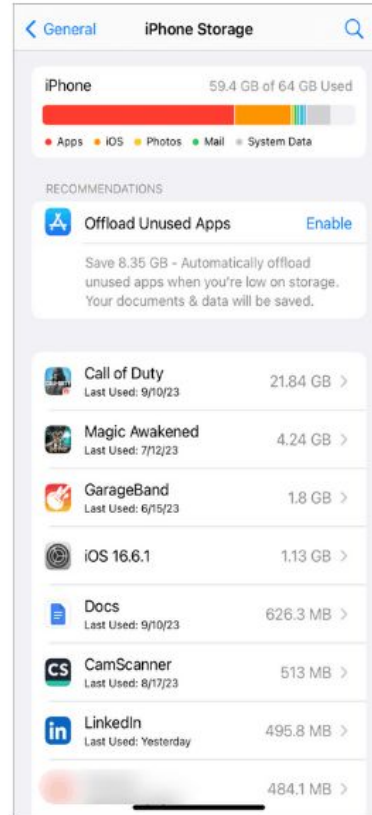 General
iPhone Storage
iPhone
59.4 GB of 64 GB Used
Apps
iOS
Photos
Mail
System Data
RECOMMENDATIONS
Offload Unused Apps
Enable
Save 8.35 GB - Automatically offload
unused apps when you're low on storage.
Your documents & data will be saved.
Call of Duty
21.84 GB
Last Used: 9/10/23
Magic Awakened
4.24 GB
Last Used: 7/12/23
GarageBand
1.8 GB
Last Used: 6/15/23
iOS 16.6.1
1.13 GB
Docs
626.3 MB
Last Used: 9/10/23
CS
CamScanner
513 MB
Last Used: 8/17/23
in
LinkedIn
495.8 MB
Last Used: Yesterday
484.1 MB